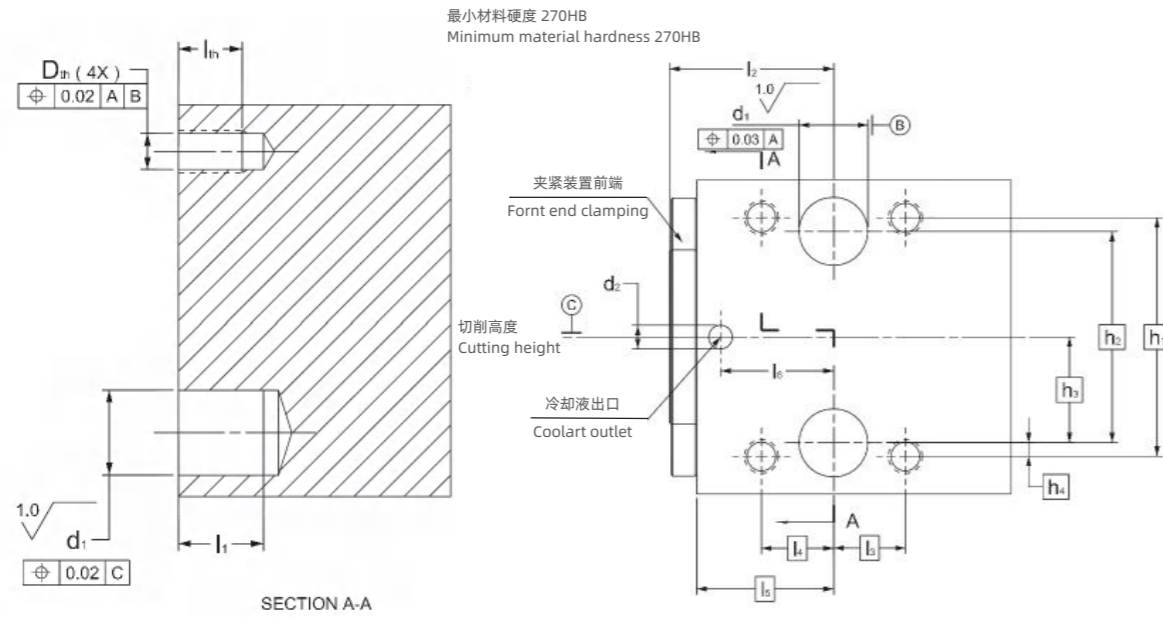 最小材料硬度 270HB
Minimum material hardness 270HB
lth
Dth ( 4X )
⌖ 0.02 A B
l2
1.0
d1
B
⌖ 0.03 A
A
夹紧装置前端
Fornt end clamping
d2
C
切削高度
Cutting height
l6
h2
h3
冷却液出口
Coolart outlet
h4
1.0
d1
l1
A
l4
l3
⌖ 0.02 C
l5
SECTION A-A